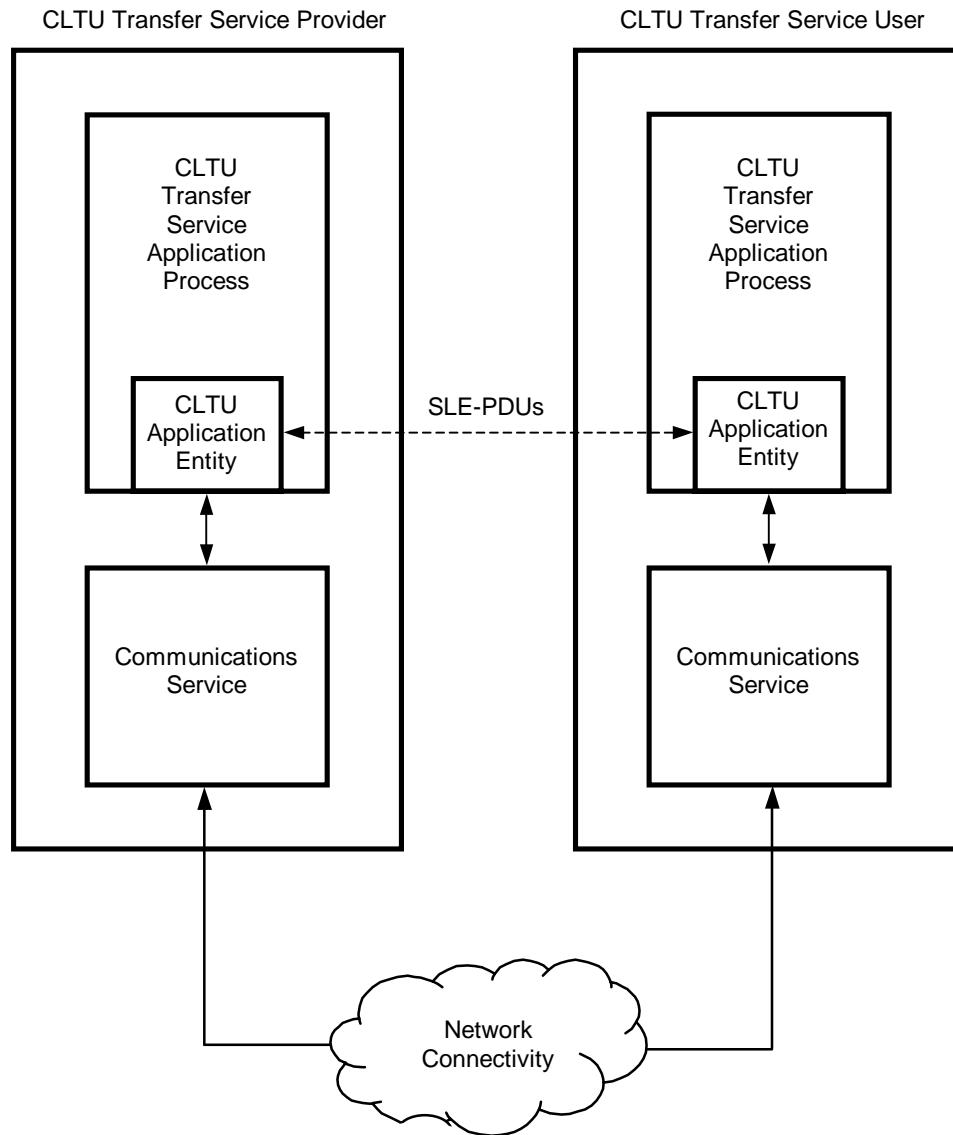 CLTU Transfer Service Provider
CLTU Transfer Service User
CLTU
Transfer
Service
Application
Process
CLTU
Transfer
Service
Application
Process
CLTU
Application
Entity
SLE-PDUs
CLTU
Application
Entity
Communications
Service
Communications
Service
Network
Connectivity